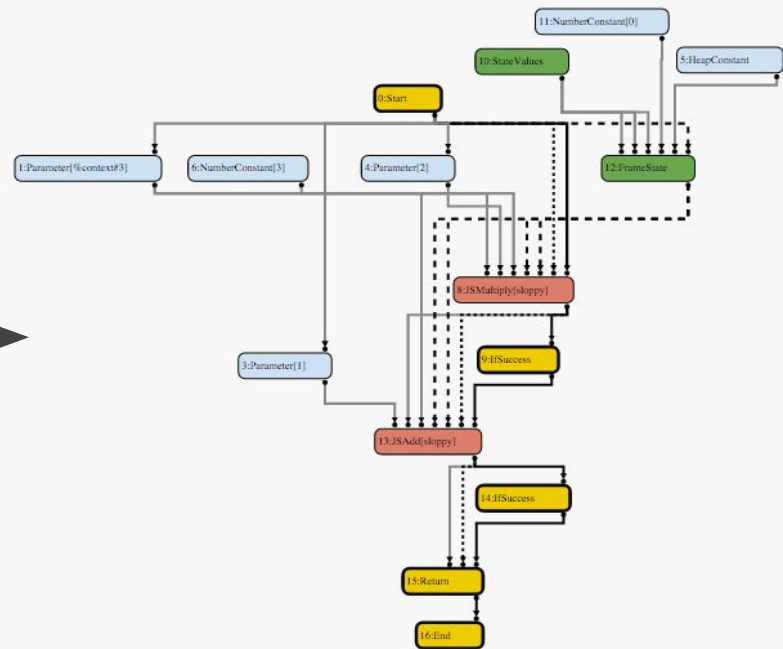 11:NumberConstant[0]
10:StateValues
5:HeapConstant
0:Start
1:Parameter[%context#3]
6:NumberConstant[3]
4:Parameter[2]
12:FrameState
8:JSMultiply[sloppy]
9:IfSuccess
3:Parameter[1]
13:JSAdd[sloppy]
14:IfSuccess
15:Return
16:End